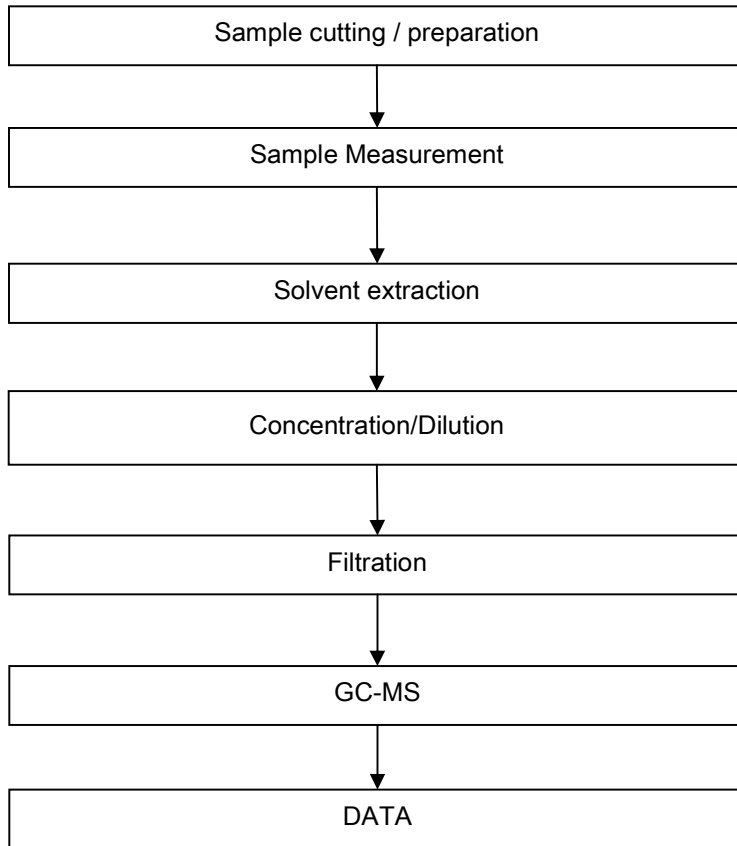 Sample cutting / preparation
Sample Measurement
Solvent extraction
Concentration/Dilution
Filtration
GC-MS
DATA